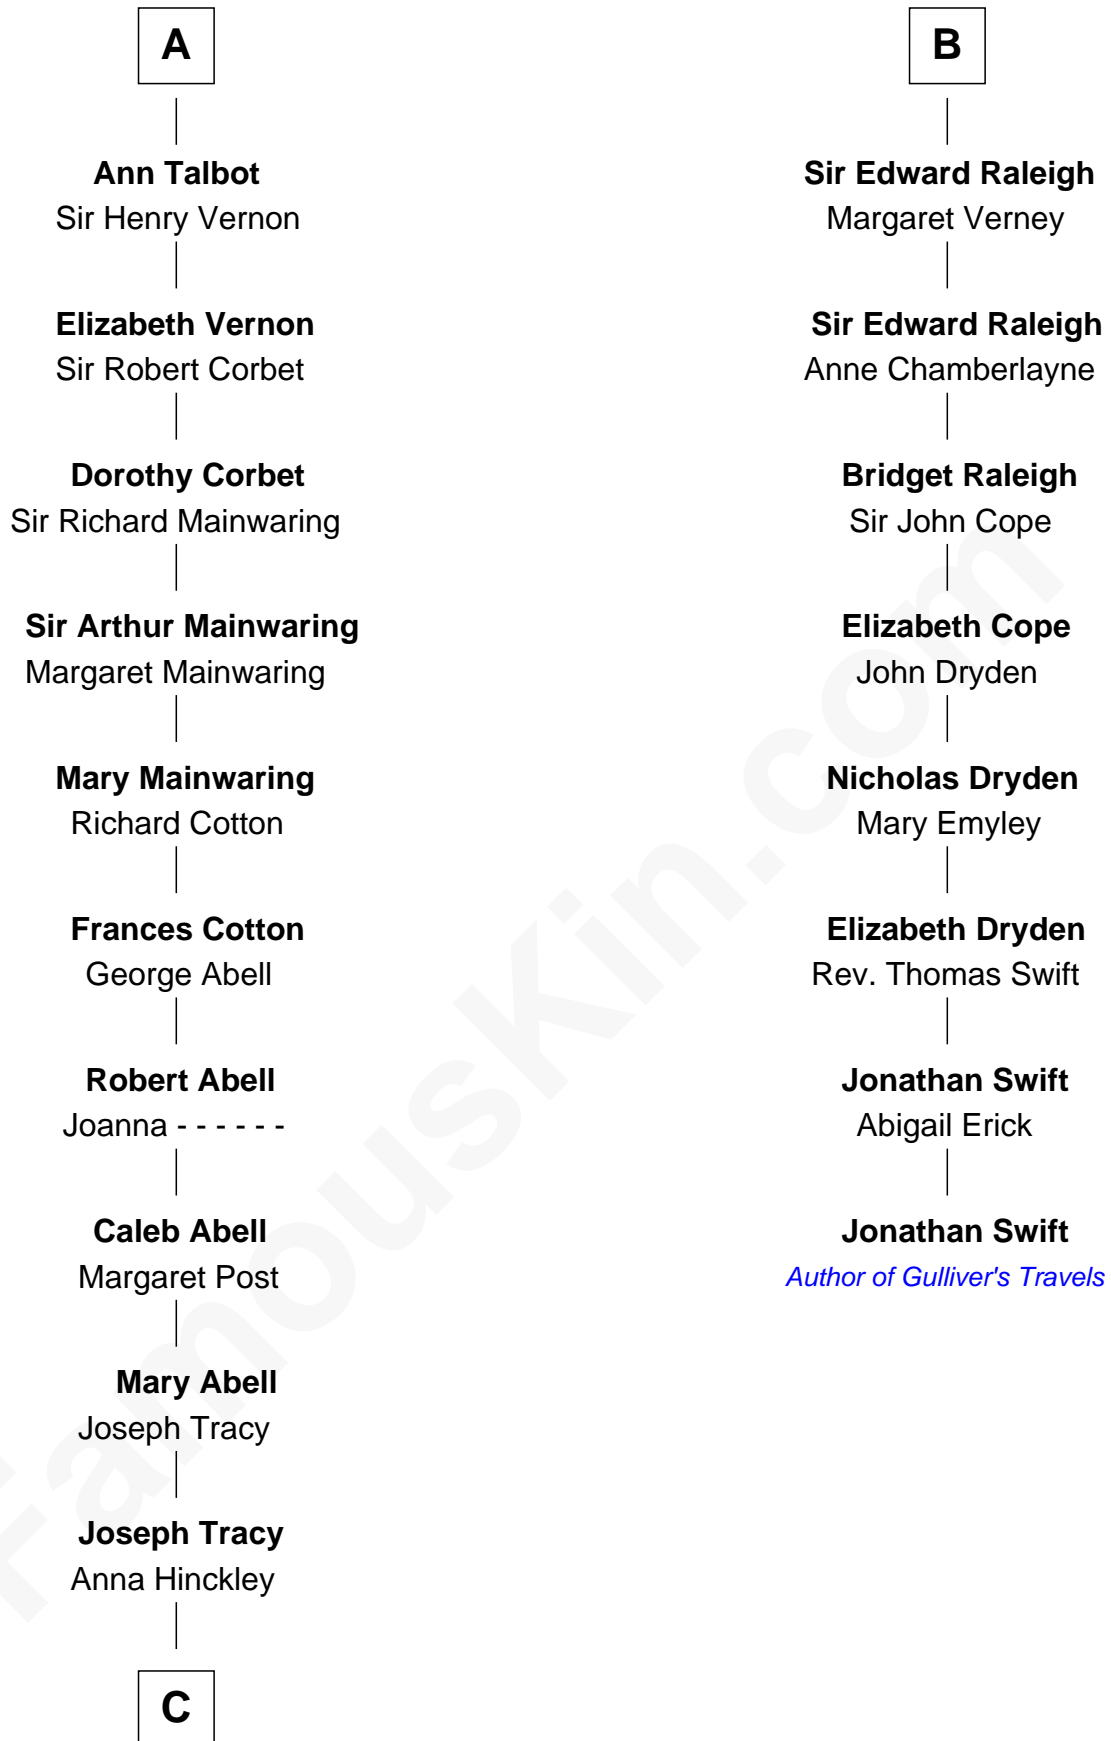 A
Ann Talbot
Sir Henry Vernon
Elizabeth Vernon
Sir Robert Corbet
Dorothy Corbet
Sir Richard Mainwaring
Sir Arthur Mainwaring
Margaret Mainwaring
Mary Mainwaring
Richard Cotton
Frances Cotton
George Abell
Robert Abell
Joanna - - - - - -
Caleb Abell
Margaret Post
Mary Abell
Joseph Tracy
Joseph Tracy
Anna Hinckley
C
B
Sir Edward Raleigh
Margaret Verney
Sir Edward Raleigh
Anne Chamberlayne
Bridget Raleigh
Sir John Cope
Elizabeth Cope
John Dryden
Nicholas Dryden
Mary Emyley
Elizabeth Dryden
Rev. Thomas Swift
Jonathan Swift
Abigail Erick
Jonathan Swift
Author of Gulliver's Travels
FamousKin.com